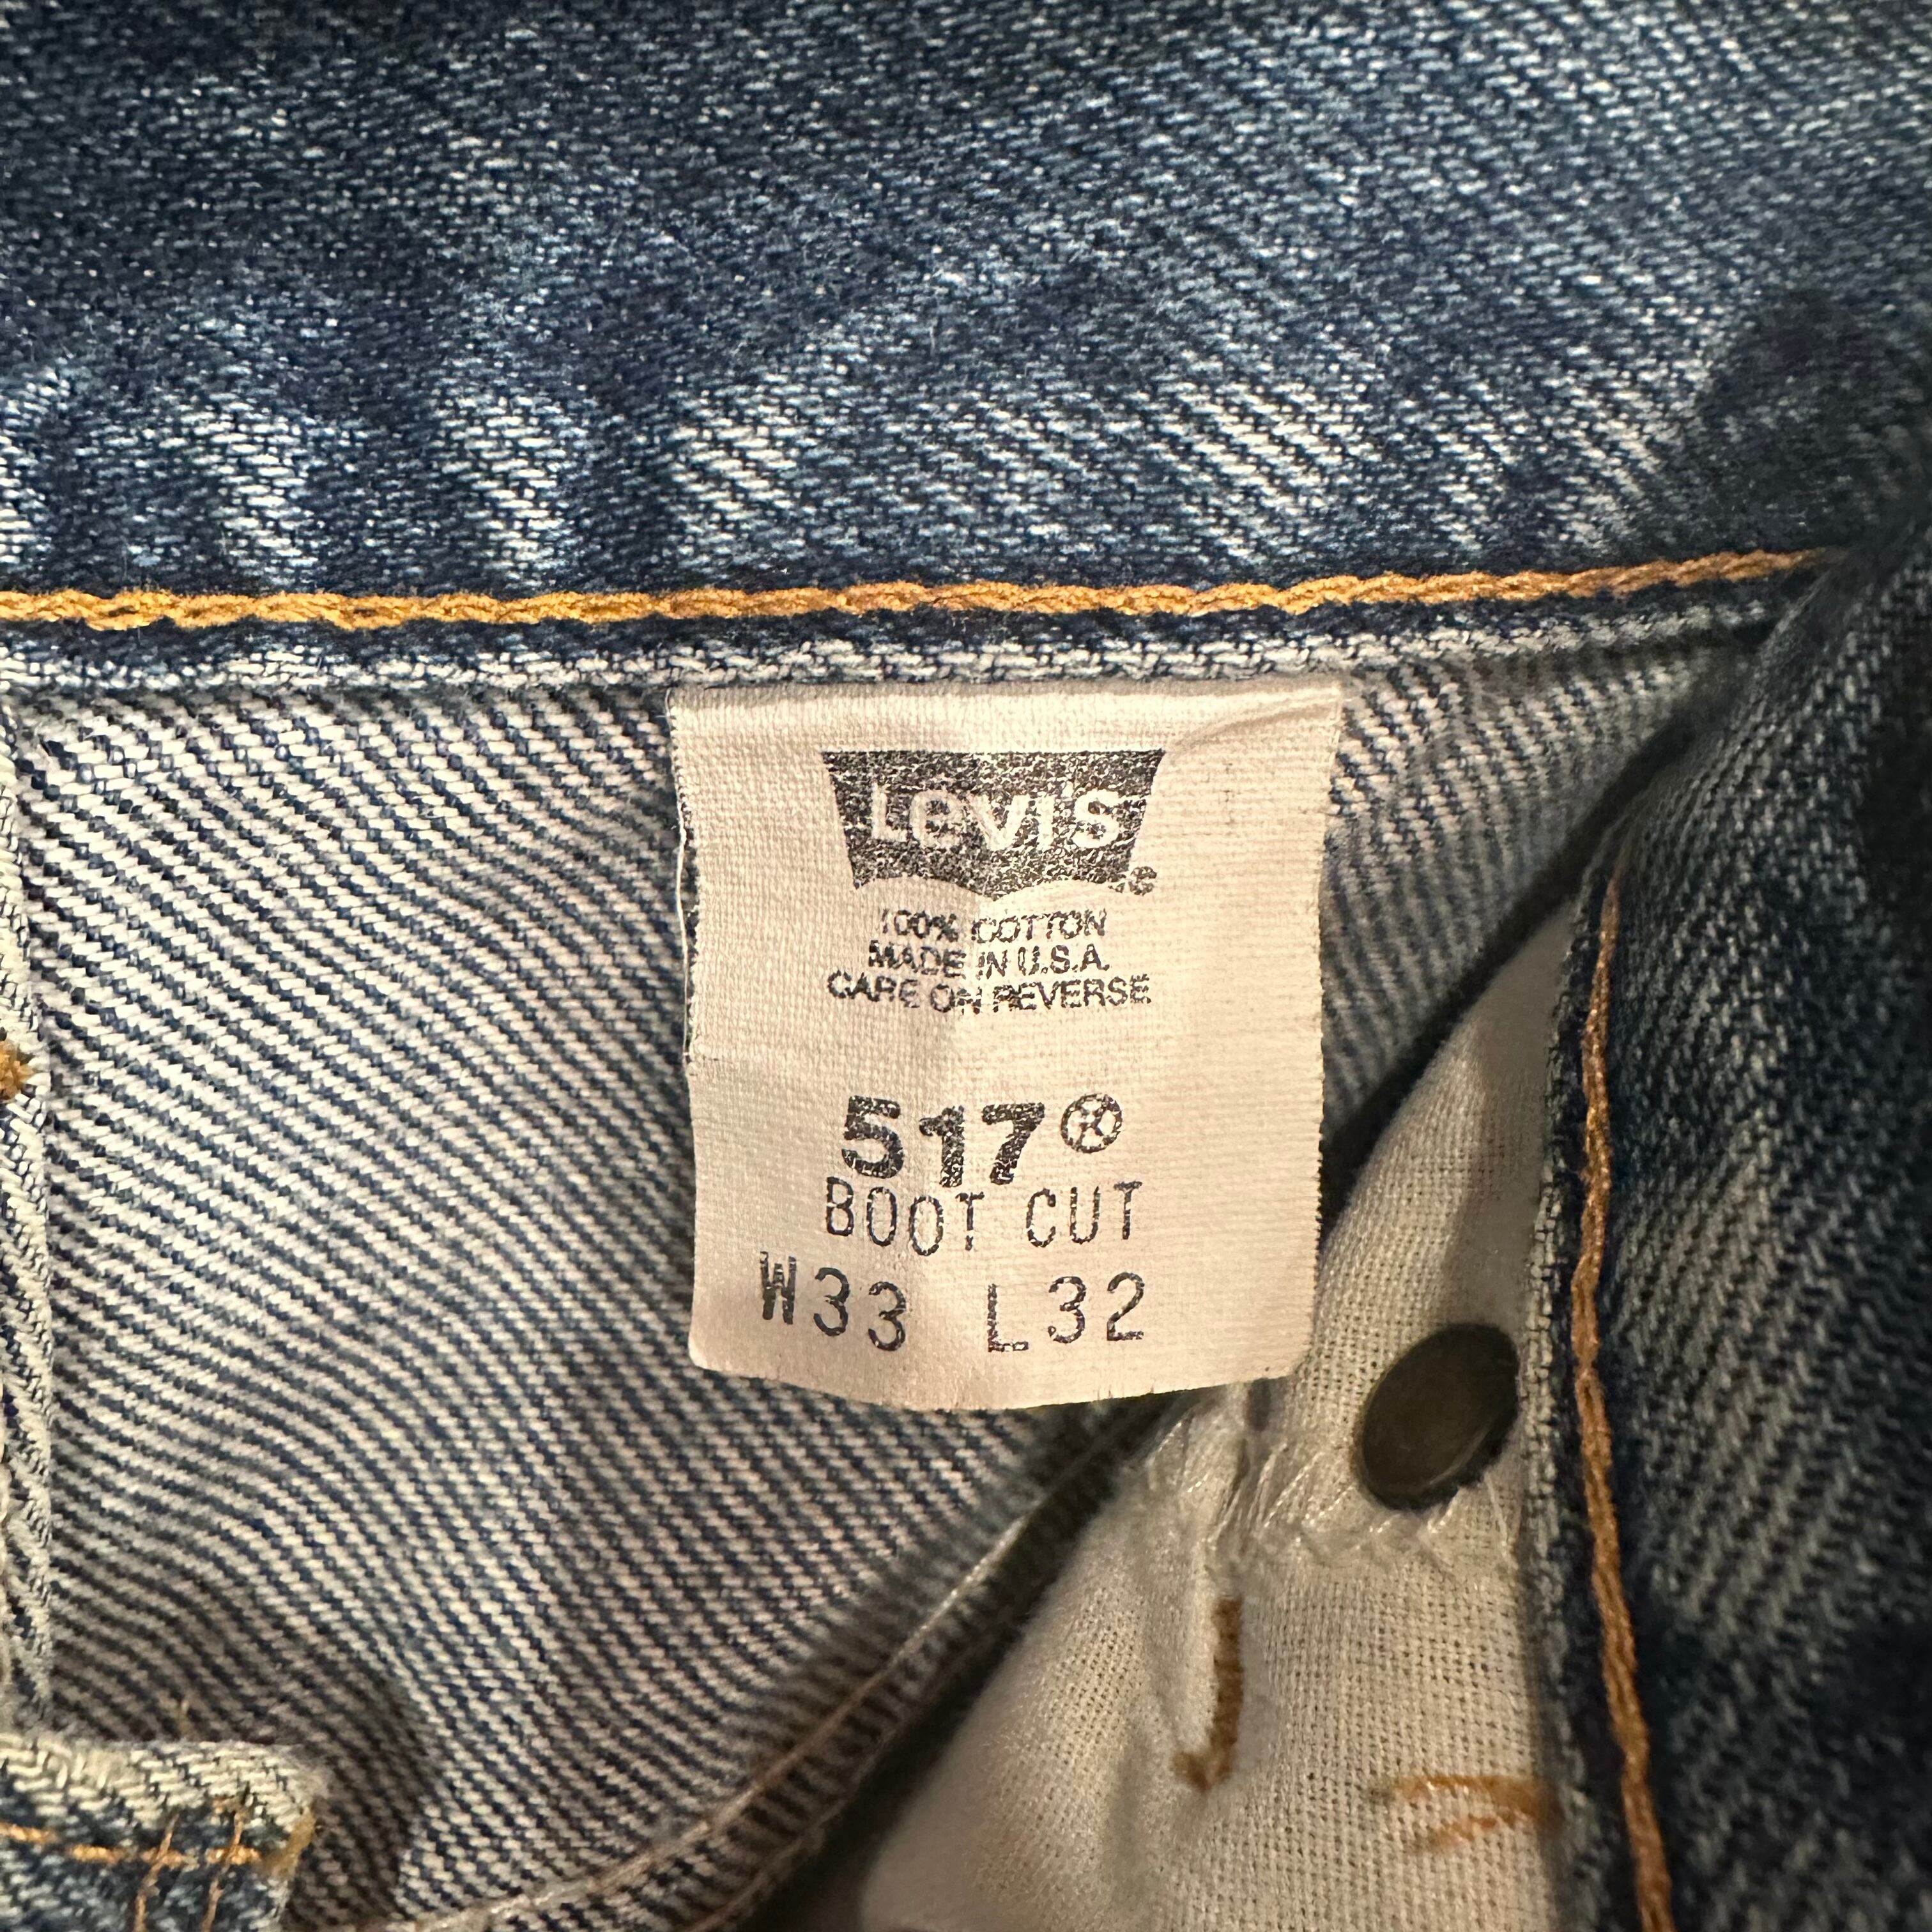 Levi's
100% COTTON
MADE IN U.S.A.
CARE ON REVERSE
517®
BOOT CUT
W33 L32